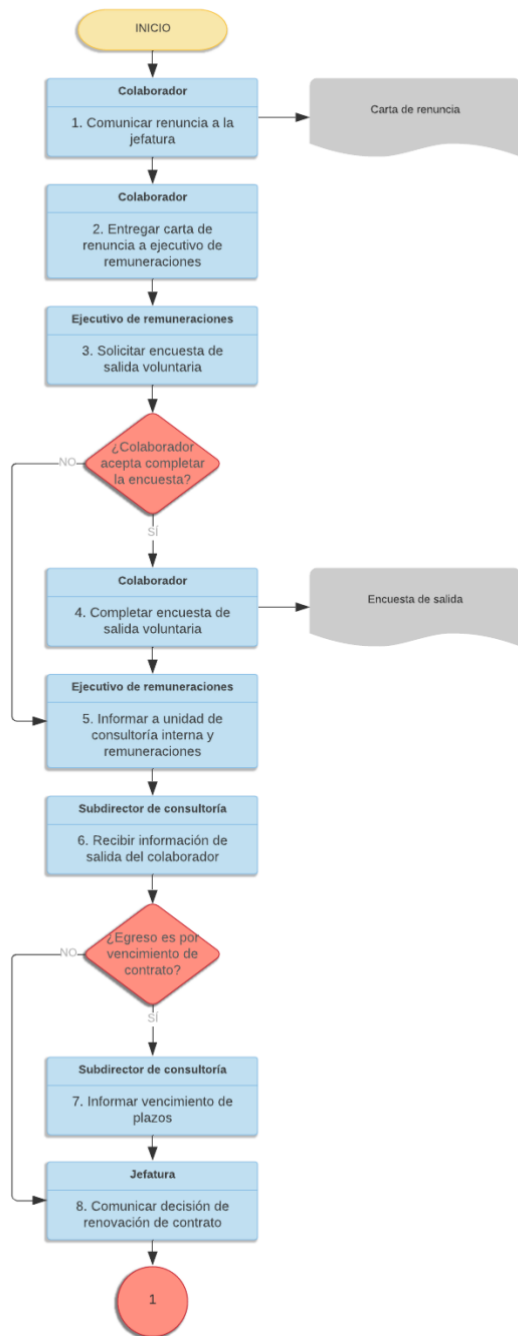 INICIO
Colaborador
1. Comunicar renuncia a la
jefatura
Carta de renuncia
Colaborador
2. Entregar carta de
renuncia a ejecutivo de
remuneraciones
Ejecutivo de remuneraciones
3. Solicitar encuesta de
salida voluntaria
¿Colaborador
acepta completar
la encuesta?
NO
SÍ
Colaborador
4. Completar encuesta de
salida voluntaria
Encuesta de salida
Ejecutivo de remuneraciones
5. Informar a unidad de
consultoría interna y
remuneraciones
Subdirector de consultoría
6. Recibir información de
salida del colaborador
¿Egreso es por
vencimiento de
contrato?
NO
SÍ
Subdirector de consultoría
7. Informar vencimiento de
plazos
Jefatura
8. Comunicar decisión de
renovación de contrato
1